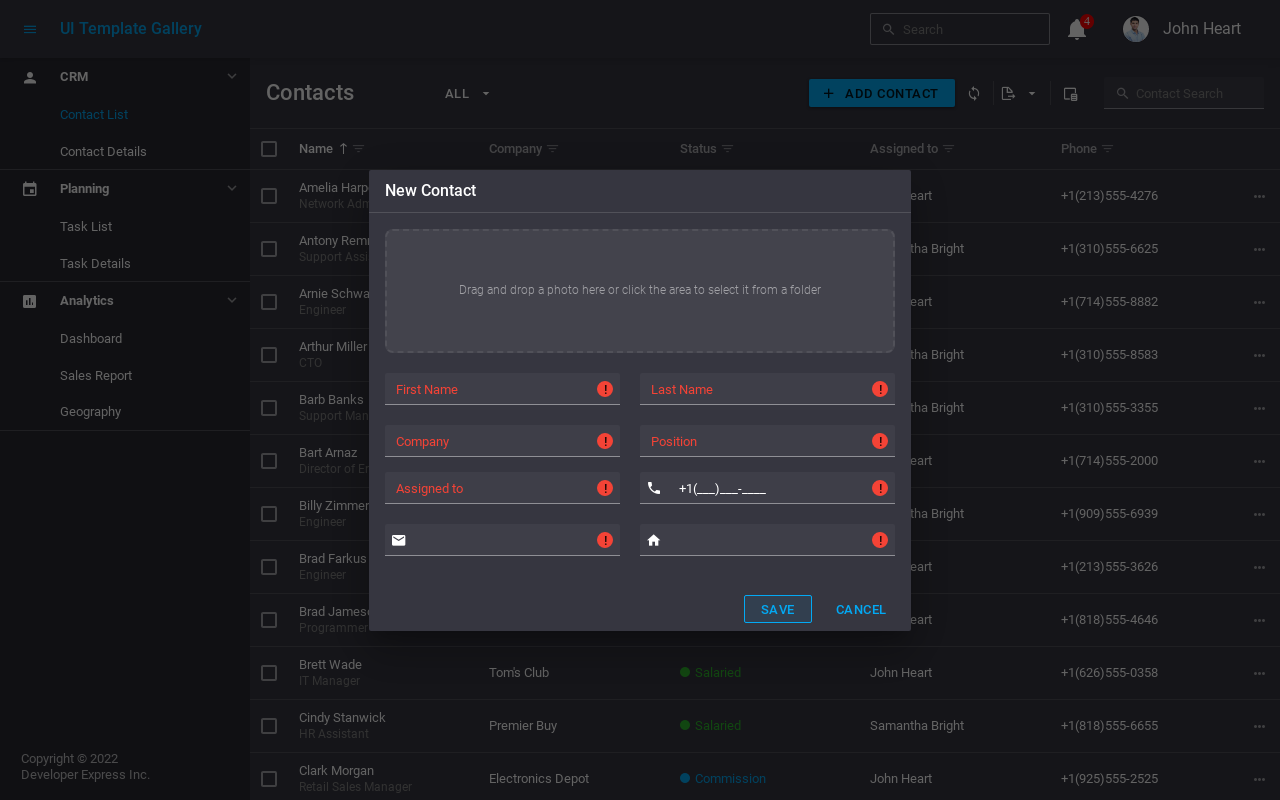 UI Template Gallery
Search
4
John Heart
CRM
Contact List
Contact Details
Planning
Task List
Task Details
Analytics
Dashboard
Sales Report
Geography
Copyright © 2022
Developer Express Inc.
Contacts
ALL
ADD CONTACT
Contact Search
Name
Company
Status
Assigned to
Phone
Amelia Harp
Network Adm
eart
+1(213)555-4276
Antony Rem
Support Assi
tha Bright
+1(310)555-6625
Arnie Schwa
Engineer
eart
+1(714)555-8882
Arthur Miller
CTO
tha Bright
+1(310)555-8583
Barb Banks
Support Man
tha Bright
+1(310)555-3355
Bart Arnaz
Director of En
eart
+1(714)555-2000
Billy Zimmer
Engineer
tha Bright
+1(909)555-6939
Brad Farkus
Engineer
eart
+1(213)555-3626
Brad Jameso
Programmer
eart
+1(818)555-4646
Brett Wade
IT Manager
Tom's Club
Salaried
John Heart
+1(626)555-0358
Cindy Stanwick
HR Assistant
Premier Buy
Salaried
Samantha Bright
+1(818)555-6655
Clark Morgan
Retail Sales Manager
Electronics Depot
Commission
John Heart
+1(925)555-2525
New Contact
Drag and drop a photo here or click the area to select it from a folder
First Name
Last Name
Company
Position
Assigned to
+1(___)___-____
SAVE
CANCEL